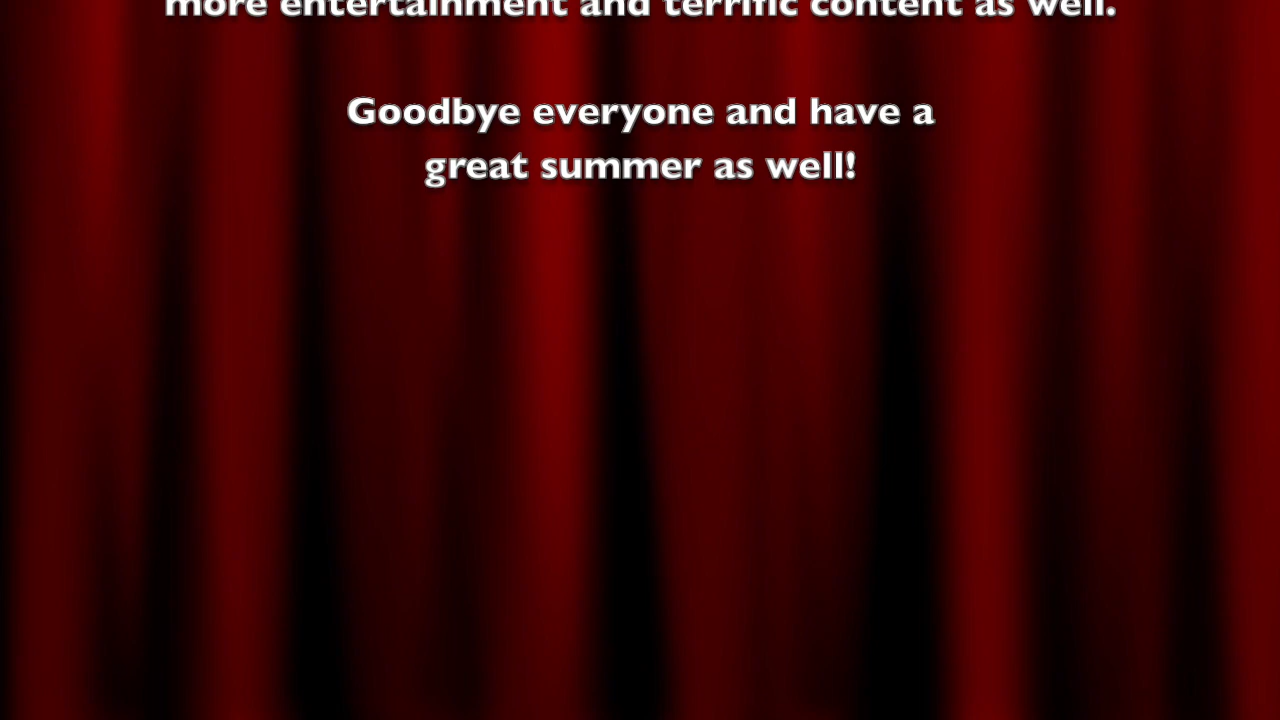 more entertainment and terrific content as well.
Goodbye everyone and have a
great summer as well!